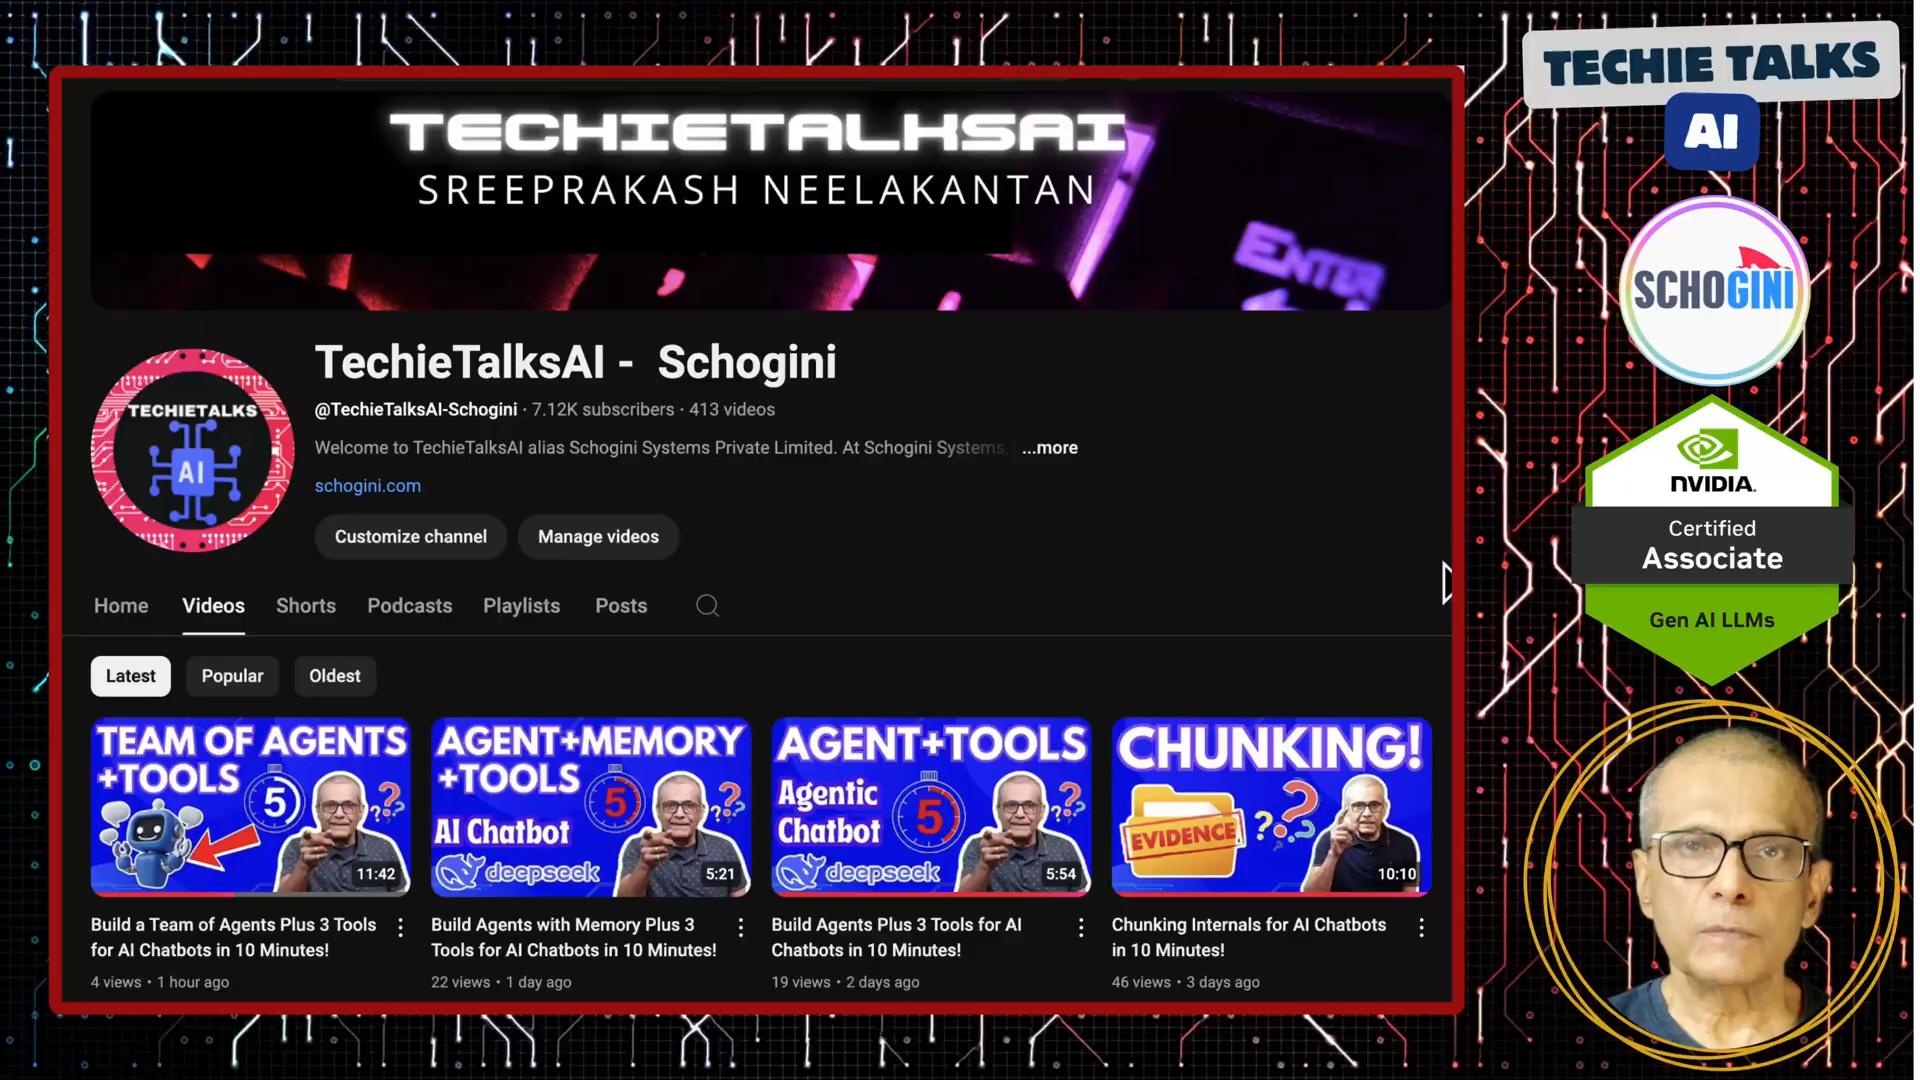 TECHIE TALKS
AI
TECHIETALKSAI
SREEPRAKASH NEELAKANTAN
ENTER
SCHOGINI
TechieTalksAI - Schogini
TECHIETALKS
AI
@TechieTalksAI-Schogini · 7.12K subscribers · 413 videos
Welcome to TechieTalksAI alias Schogini Systems Private Limited. At Schogini Systems, ...more
schogini.com
Customize channel
Manage videos
NVIDIA.
Certified
Associate
Gen AI LLMs
Home Videos Shorts Podcasts Playlists Posts
Latest Popular Oldest
TEAM OF AGENTS
+TOOLS
5
??
11:42
AGENT+MEMORY
+TOOLS
5
??
AI Chatbot
deepseek
5:21
AGENT+TOOLS
Agentic
Chatbot
5
??
deepseek
5:54
CHUNKING!
EVIDENCE
???
10:10
Build a Team of Agents Plus 3 Tools
for AI Chatbots in 10 Minutes!
4 views • 1 hour ago
Build Agents with Memory Plus 3
Tools for AI Chatbots in 10 Minutes!
22 views • 1 day ago
Build Agents Plus 3 Tools for AI
Chatbots in 10 Minutes!
19 views • 2 days ago
Chunking Internals for AI Chatbots
in 10 Minutes!
46 views • 3 days ago